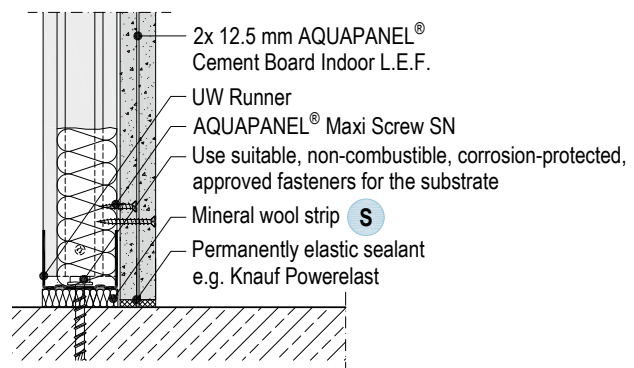 2x 12.5 mm AQUAPANEL®
Cement Board Indoor L.E.F.
UW Runner
AQUAPANEL® Maxi Screw SN
Use suitable, non-combustible, corrosion-protected,
approved fasteners for the substrate
Mineral wool strip S
Permanently elastic sealant
e.g. Knauf Powerelast